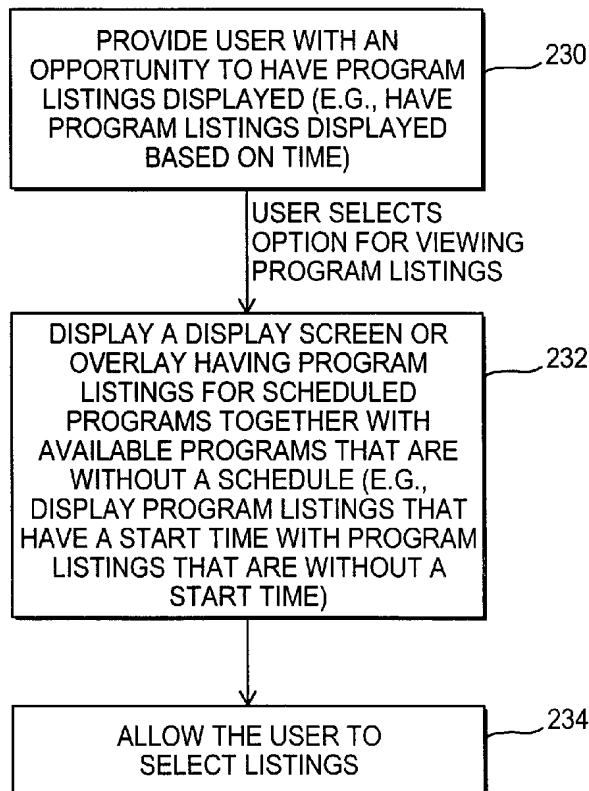 PROVIDE USER WITH AN
OPPORTUNITY TO HAVE PROGRAM
LISTINGS DISPLAYED (E.G., HAVE
PROGRAM LISTINGS DISPLAYED
BASED ON TIME)
230
USER SELECTS
OPTION FOR VIEWING
PROGRAM LISTINGS
DISPLAY A DISPLAY SCREEN OR
OVERLAY HAVING PROGRAM
LISTINGS FOR SCHEDULED
PROGRAMS TOGETHER WITH
AVAILABLE PROGRAMS THAT ARE
WITHOUT A SCHEDULE (E.G.,
DISPLAY PROGRAM LISTINGS THAT
HAVE A START TIME WITH PROGRAM
LISTINGS THAT ARE WITHOUT A
START TIME)
232
ALLOW THE USER TO
SELECT LISTINGS
234